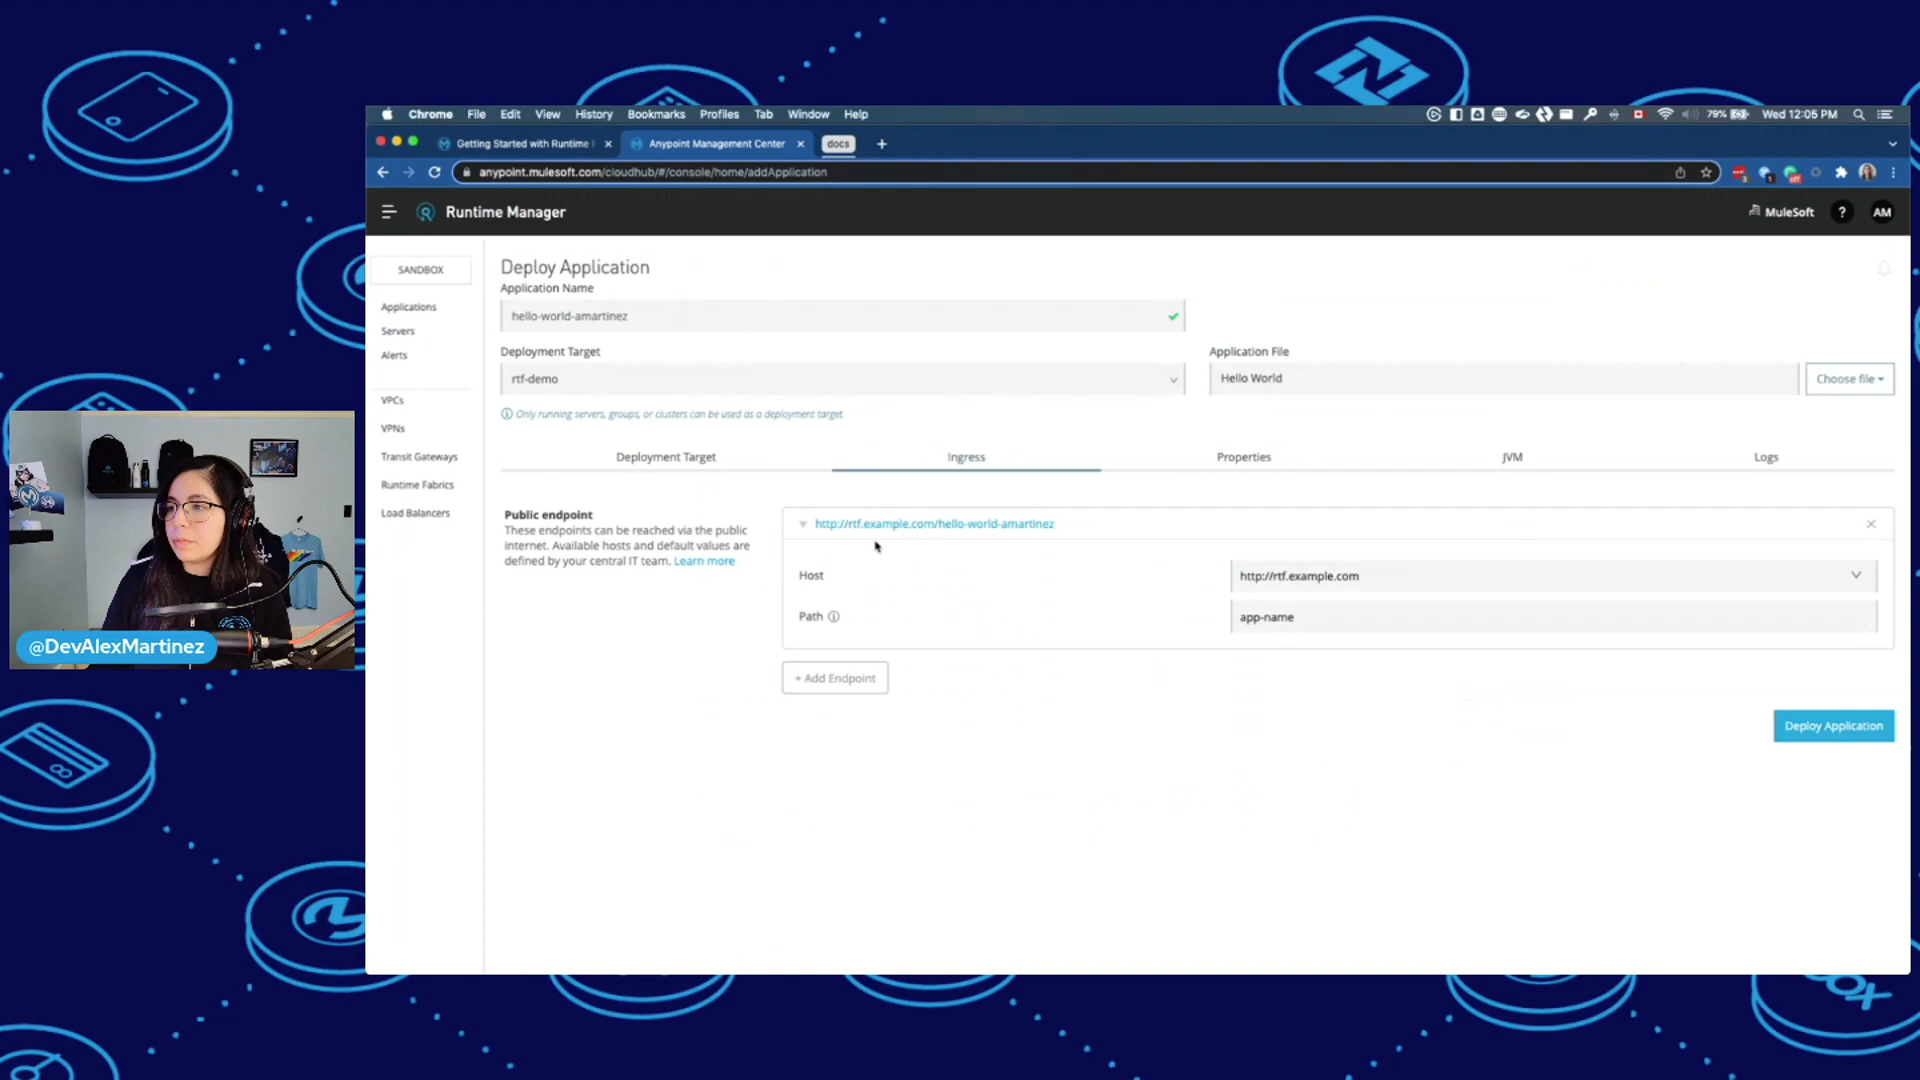 Chrome File Edit View History Bookmarks Profiles Tab Window Help
79% Wed 12:05 PM
Getting Started with Runtime F
Anypoint Management Center
docs
anypoint.mulesoft.com/cloudhub/#/console/home/addApplication
Runtime Manager
MuleSoft ? AM
SANDBOX
Applications
Servers
Alerts
VPCs
VPNs
Transit Gateways
Runtime Fabrics
Load Balancers
Deploy Application
Application Name
hello-world-amartinez
Deployment Target
rtf-demo
Application File
Hello World
Choose file
Only running servers, groups, or clusters can be used as a deployment target.
Deployment Target Ingress Properties JVM Logs
Public endpoint
These endpoints can be reached via the public
internet. Available hosts and default values are
defined by your central IT team. Learn more
http://rtf.example.com/hello-world-amartinez
Host
http://rtf.example.com
Path
app-name
+ Add Endpoint
Deploy Application
@DevAlexMartinez